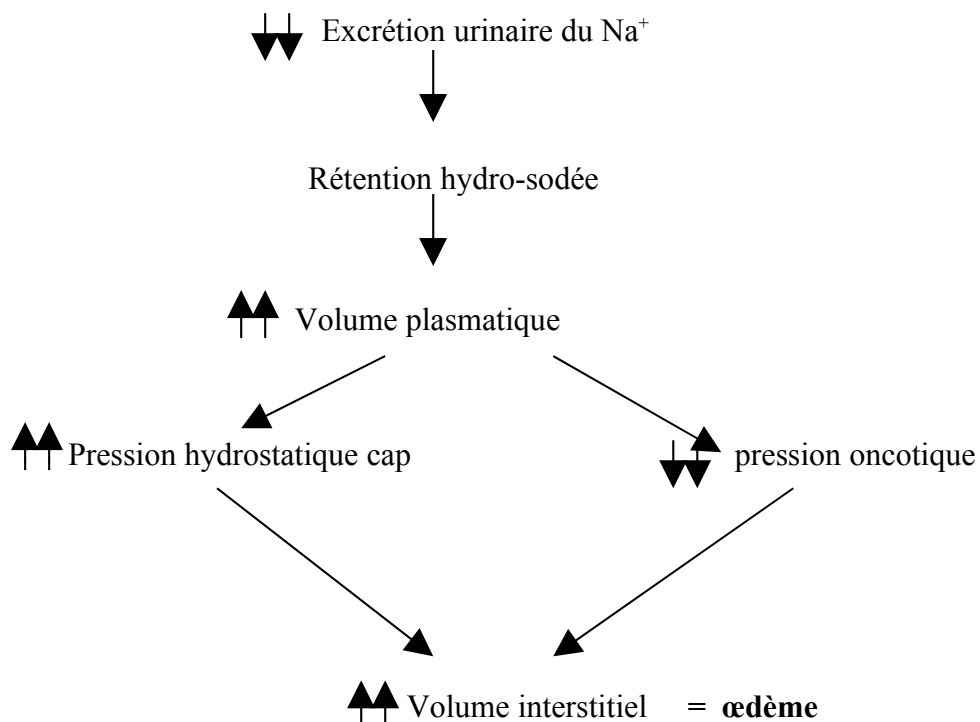 Excrétion urinaire du Na⁺
Rétention hydro-sodée
Volume plasmatique
Pression hydrostatique cap
pression oncotique
Volume interstitiel = œdème